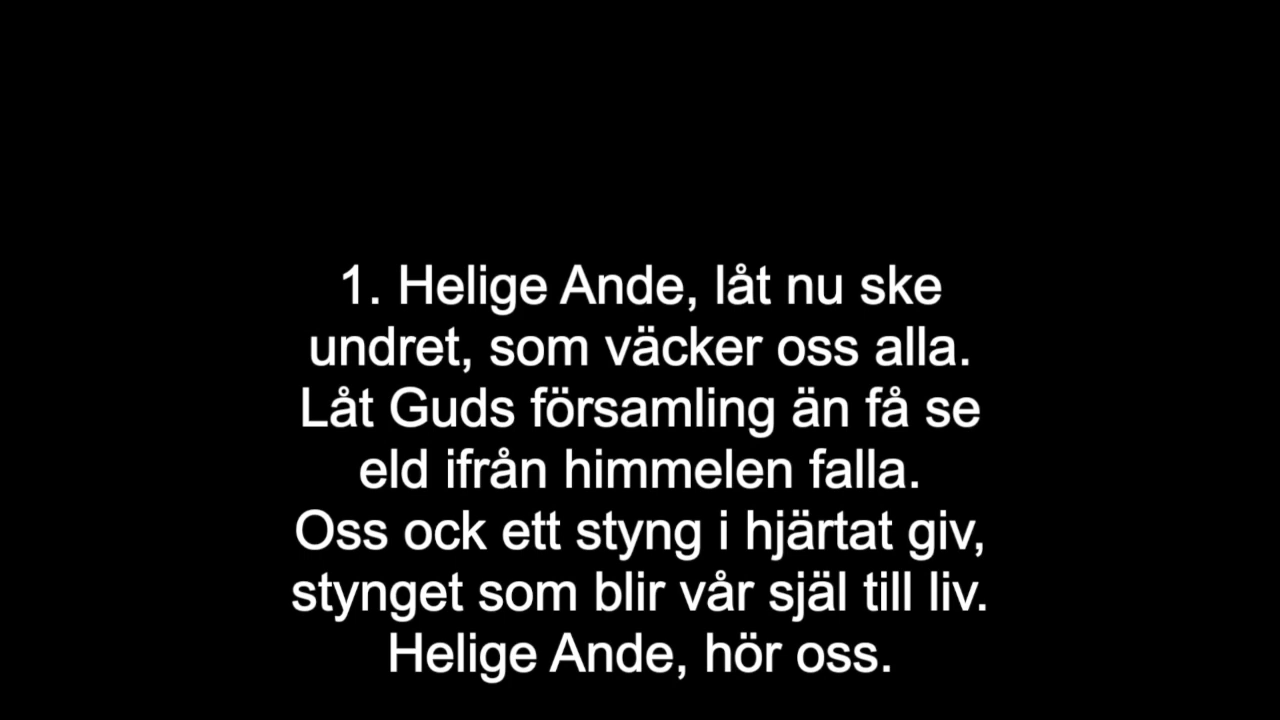 1. Helige Ande, låt nu ske
undret, som väcker oss alla.
Låt Guds församling än få se
eld ifrån himmelen falla.
Oss ock ett styng i hjärtat giv,
stynget som blir vår själ till liv.
Helige Ande, hör oss.